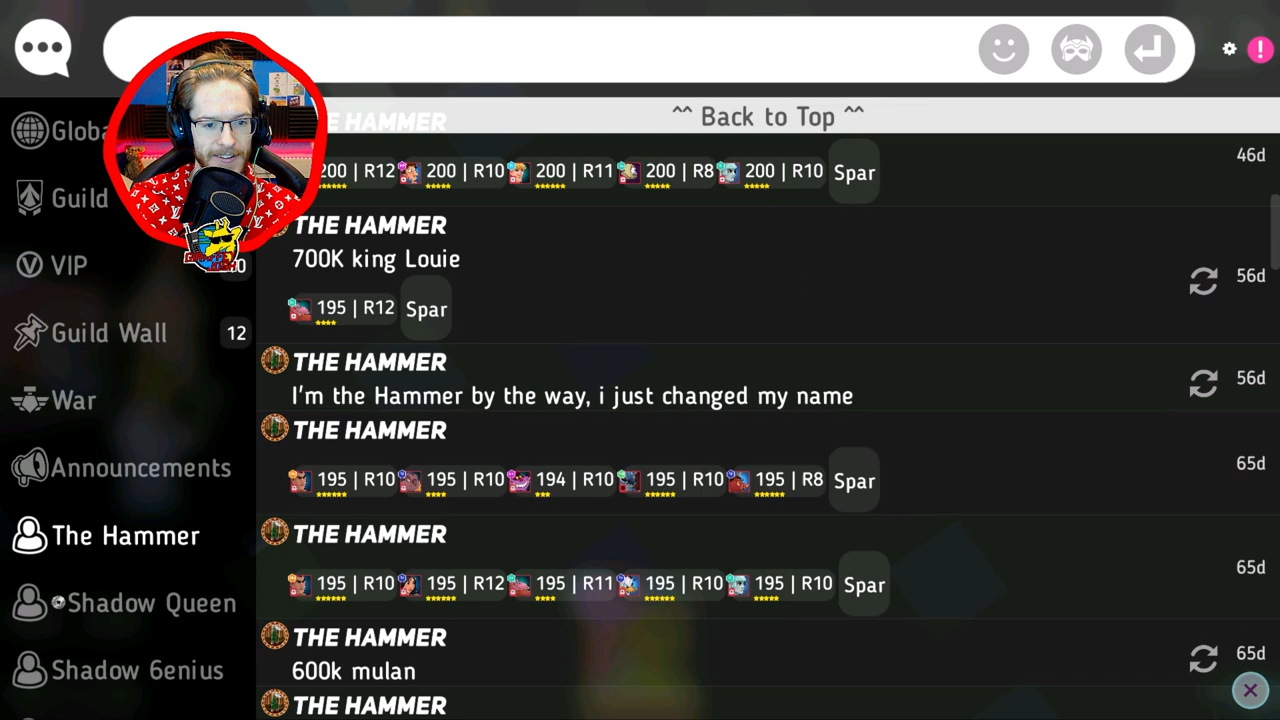 ^^ Back to Top ^^
Global
Guild
VIP
Guild Wall 12
War
Announcements
The Hammer
Shadow Queen
Shadow 6enius
THE HAMMER
200 | R12 200 | R10 200 | R11 200 | R8 200 | R10 Spar 46d
THE HAMMER
700K king Louie 56d
195 | R12 Spar
THE HAMMER
I'm the Hammer by the way, i just changed my name 56d
THE HAMMER
195 | R10 195 | R10 194 | R10 195 | R10 195 | R8 Spar 65d
THE HAMMER
195 | R10 195 | R12 195 | R11 195 | R10 195 | R10 Spar 65d
THE HAMMER
600k mulan 65d
THE HAMMER